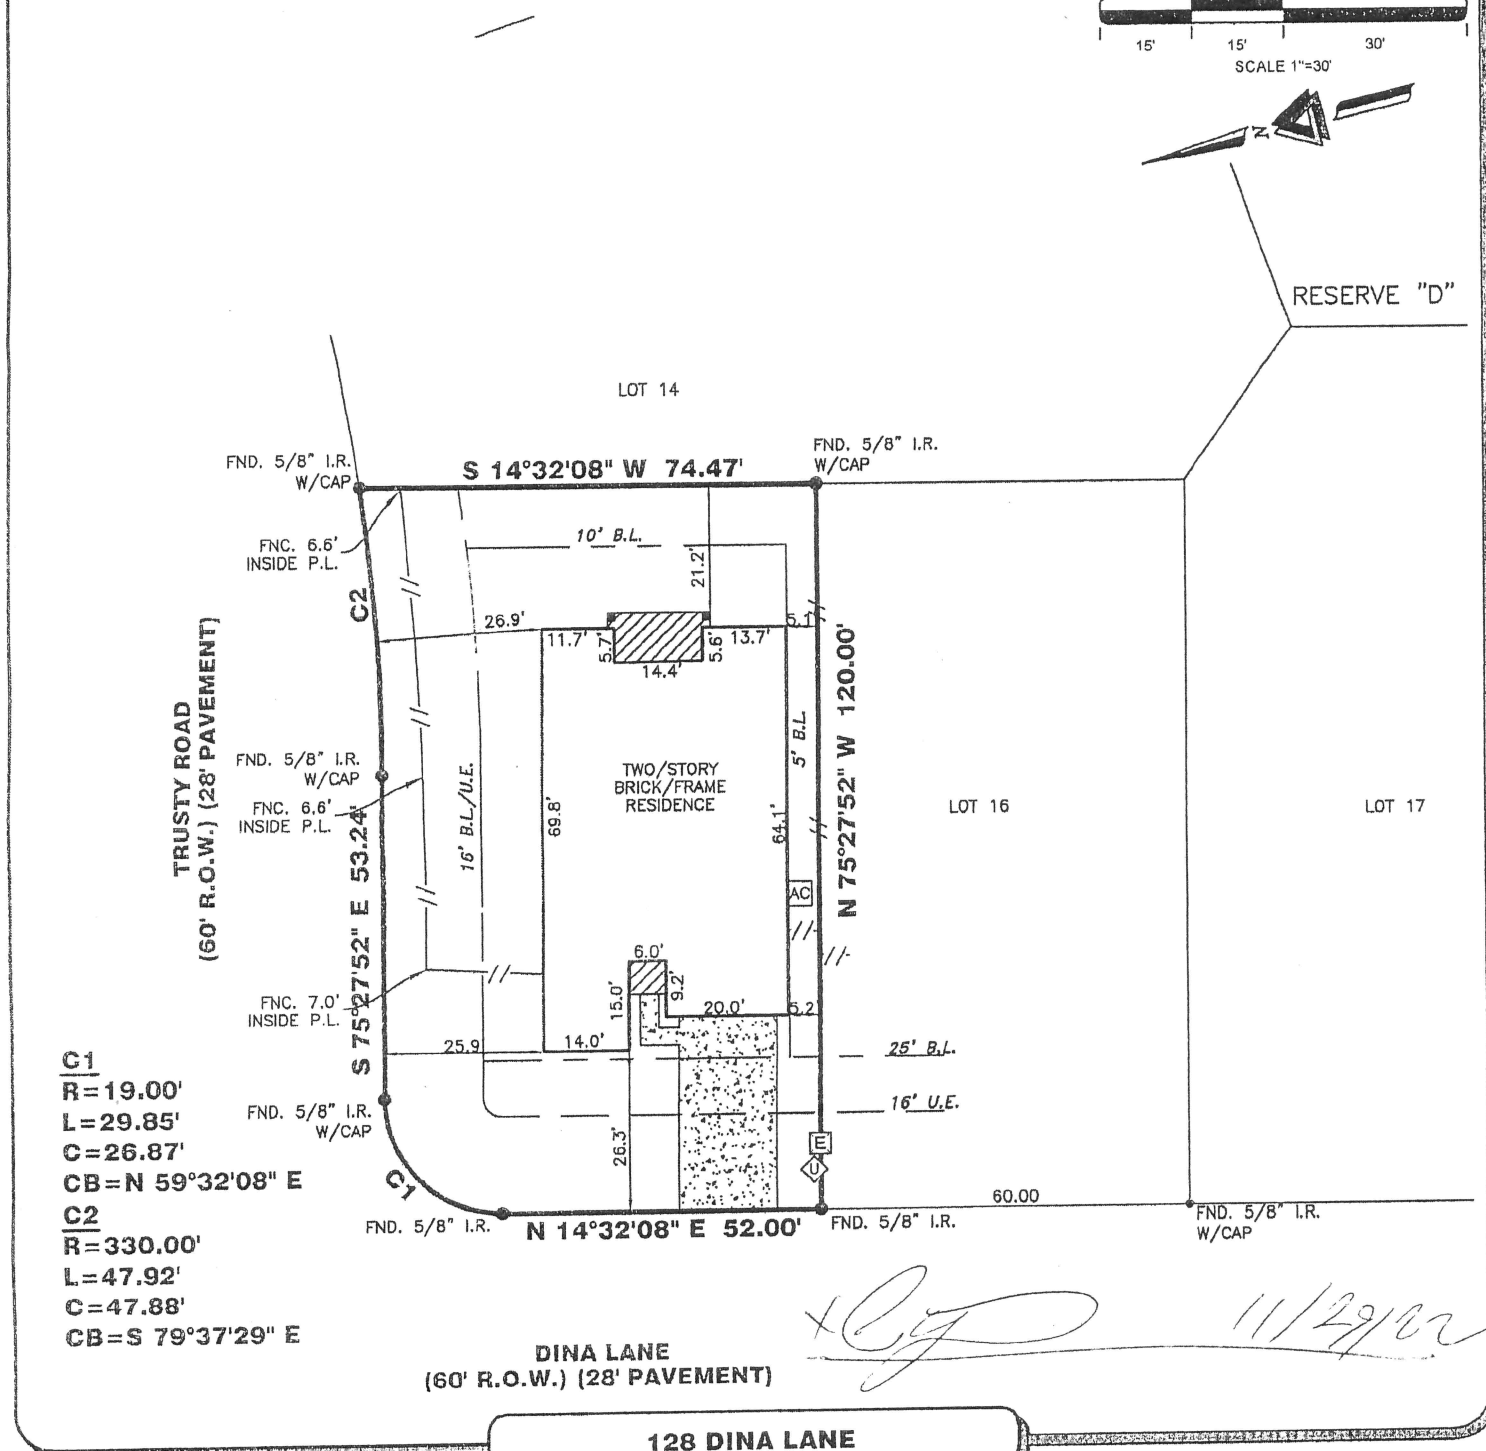 15' 15' 30'
SCALE 1"=30'
N
RESERVE "D"
LOT 14
FND. 5/8" I.R.
W/CAP
S 14°32'08" W 74.47'
FND. 5/8" I.R.
W/CAP
FNC. 6.6'
INSIDE P.L.
10' B.L.
21.2'
C2
26.9'
11.7'
5.7'
14.4'
5.6'
13.7'
5.1'
TRUSTY ROAD
(60' R.O.W.) (28' PAVEMENT)
FND. 5/8" I.R.
W/CAP
FNC. 6.6'
INSIDE P.L.
S 75°27'52" E 53.24'
16' B.L./U.E.
69.8'
TWO/STORY
BRICK/FRAME
RESIDENCE
5' B.L.
64.1'
N 75°27'52" W 120.00'
LOT 16
LOT 17
AC
6.0'
15.0'
9.2'
20.0'
5.2'
FNC. 7.0'
INSIDE P.L.
25.9
14.0'
25' B.L.
16' U.E.
26.3'
E
U
FND. 5/8" I.R.
W/CAP
C1
FND. 5/8" I.R.
N 14°32'08" E 52.00'
FND. 5/8" I.R.
60.00
FND. 5/8" I.R.
W/CAP
C1
R=19.00'
L=29.85'
C=26.87'
CB=N 59°32'08" E
C2
R=330.00'
L=47.92'
C=47.88'
CB=S 79°37'29" E
x
11/29/22
DINA LANE
(60' R.O.W.) (28' PAVEMENT)
128 DINA LANE